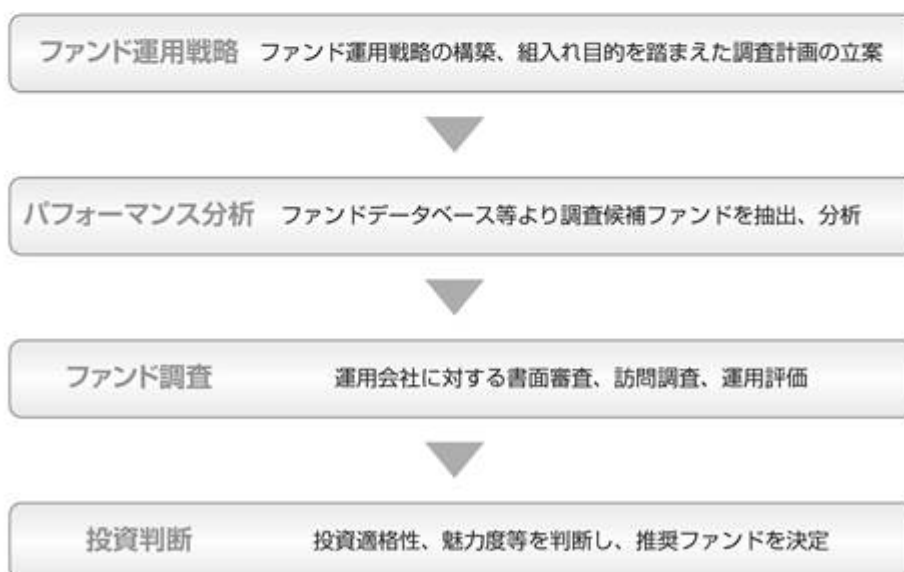 ファンド運用戦略 ファンド運用戦略の構築、組入れ目的を踏まえた調査計画の立案
パフォーマンス分析 ファンドデータベース等より調査候補ファンドを抽出、分析
ファンド調査 運用会社に対する書面審査、訪問調査、運用評価
投資判断 投資適格性、魅力度等を判断し、推奨ファンドを決定